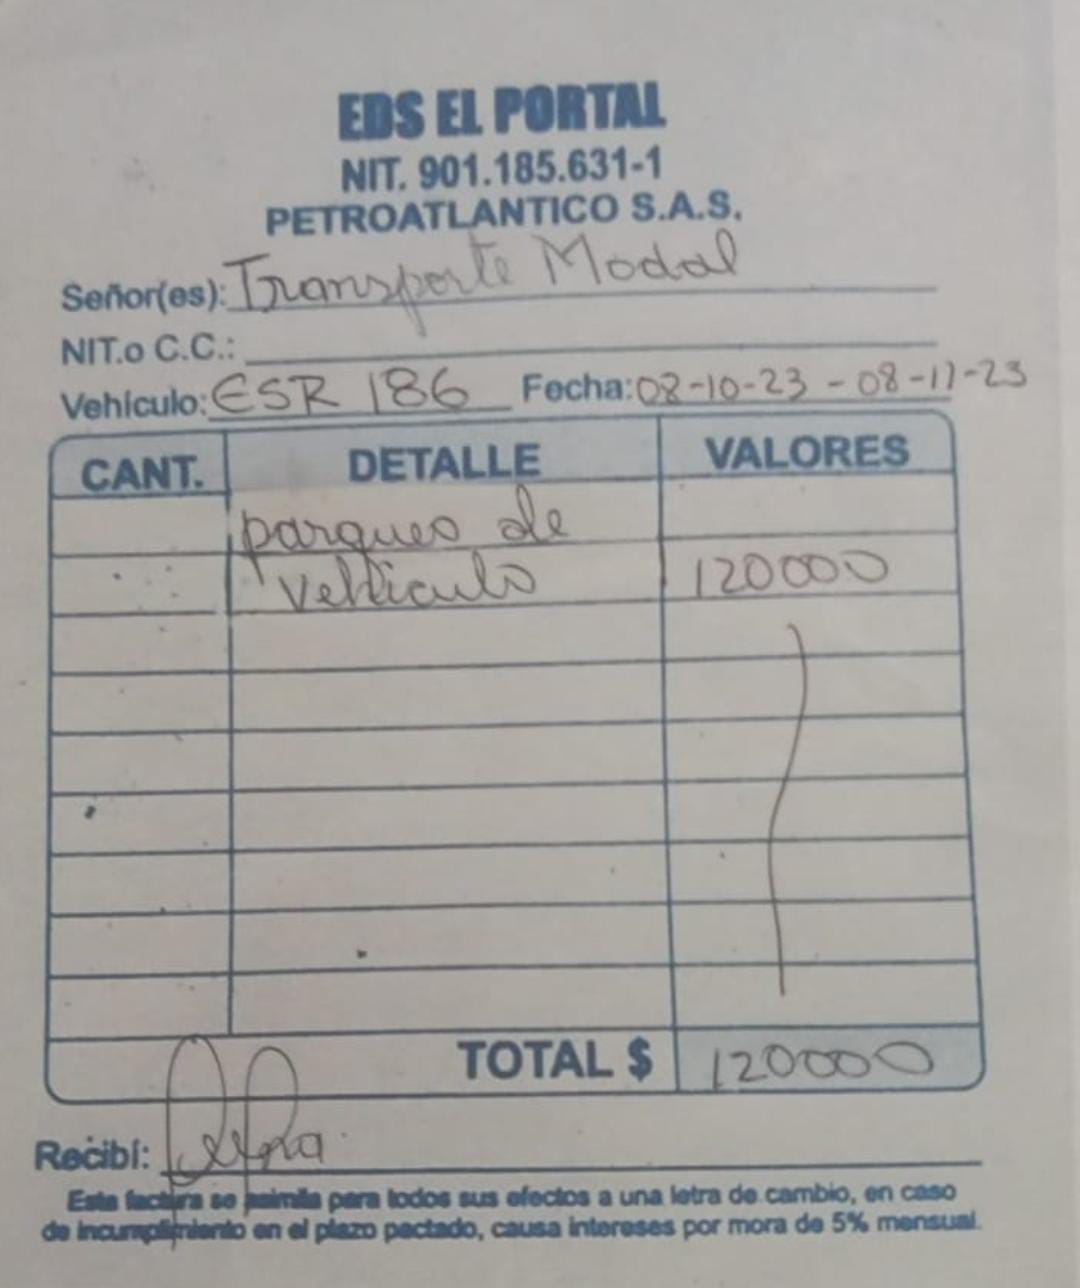 EDS EL PORTAL
NIT. 901.185.631-1
PETROATLANTICO S.A.S.
Señor(es): Transporte Modal
NIT.o C.C.:
Vehículo: ESR 186 Fecha: 08-10-23 - 08-11-23
CANT. DETALLE VALORES
parqueo de
vehiculo 120000
TOTAL $ 120000
Recibí:
Esta factura se asimila para todos sus efectos a una letra de cambio, en caso
de incumplimiento en el plazo pactado, causa intereses por mora de 5% mensual.